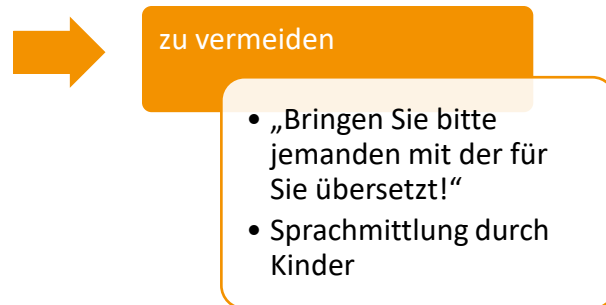 zu vermeiden
• „Bringen Sie bitte
jemanden mit der für
Sie übersetzt!“
• Sprachmittlung durch
Kinder